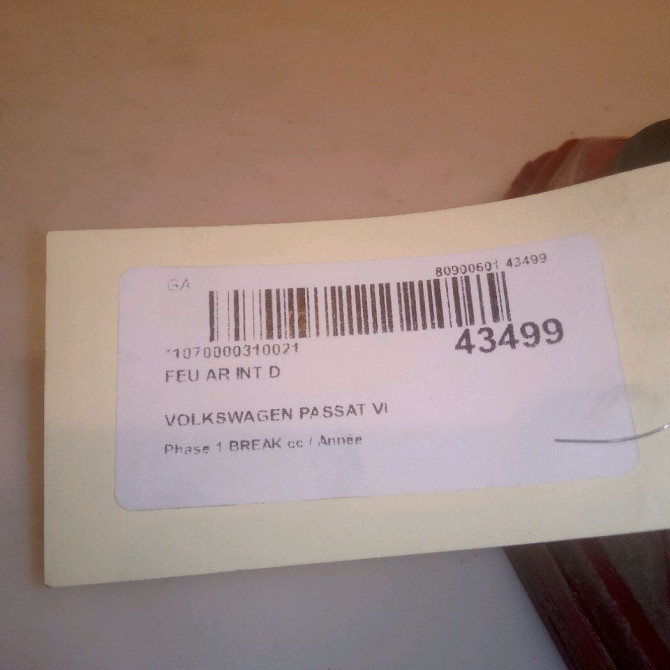 GA
80900601 43499
*1070000310021
43499
FEU AR INT D
VOLKSWAGEN PASSAT VI
Phase 1 BREAK cc / Année